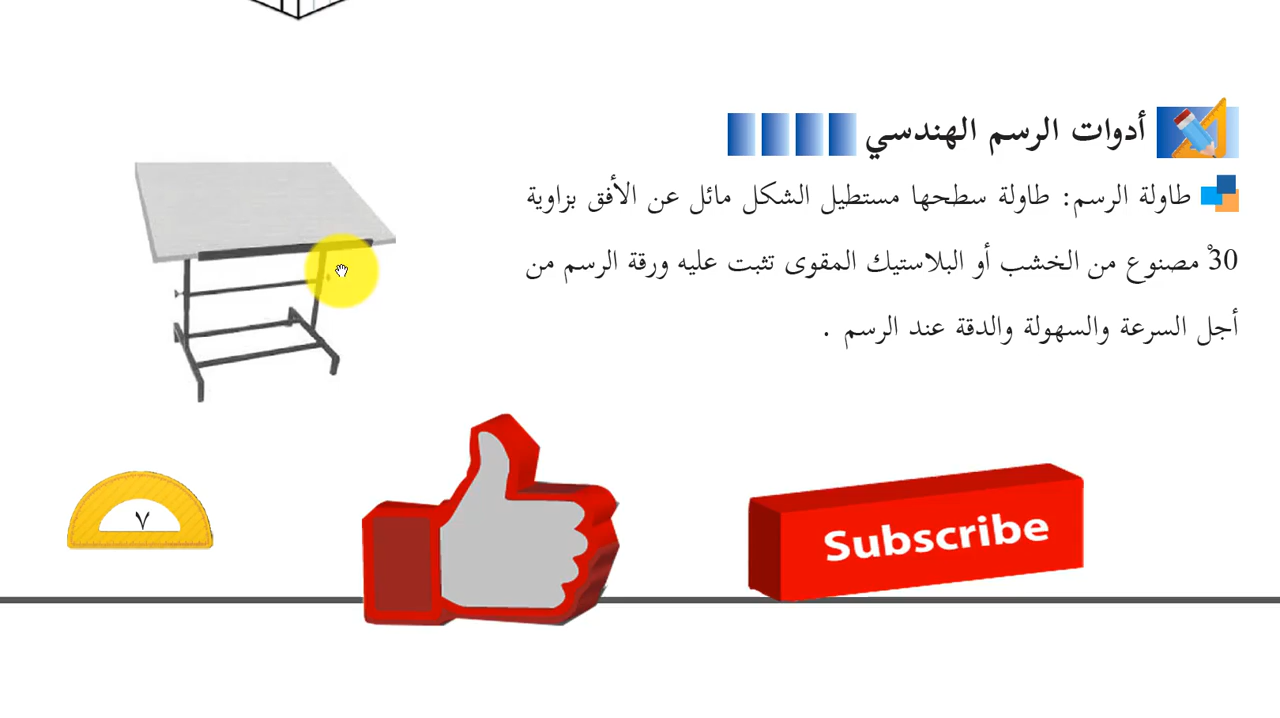 أدوات الرسم الهندسي
طاولة الرسم: طاولة سطحها مستطيل الشكل مائل عن الأفق بزاوية
30° مصنوع من الخشب أو البلاستيك المقوى تثبت عليه ورقة الرسم من
أجل السرعة والسهولة والدقة عند الرسم .
٧
Subscribe